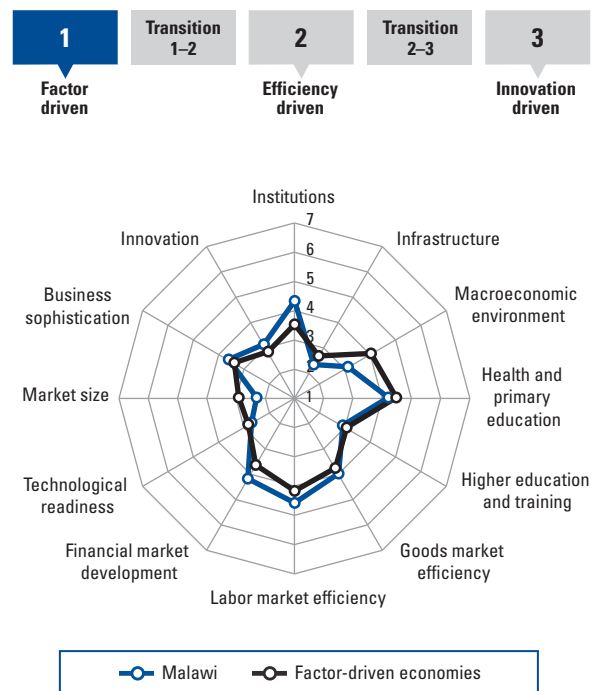 1
Transition
1–2
2
Transition
2–3
3
Factor
driven
Efficiency
driven
Innovation
driven
Institutions
7
Innovation
Infrastructure
6
5
Business
sophistication
Macroeconomic
environment
4
3
2
Market size
1
Health and
primary
education
Technological
readiness
Higher education
and training
Financial market
development
Goods market
efficiency
Labor market efficiency
Malawi
Factor-driven economies